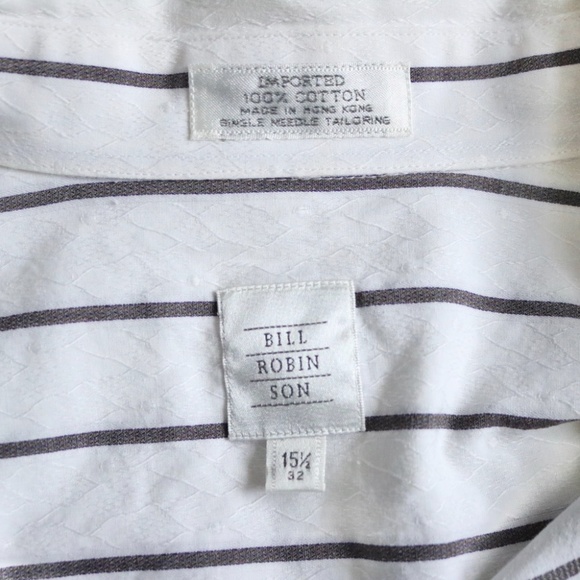 IMPORTED
100% COTTON
MADE IN HONG KONG
SINGLE NEEDLE TAILORING
BILL
ROBIN
SON
15½
32